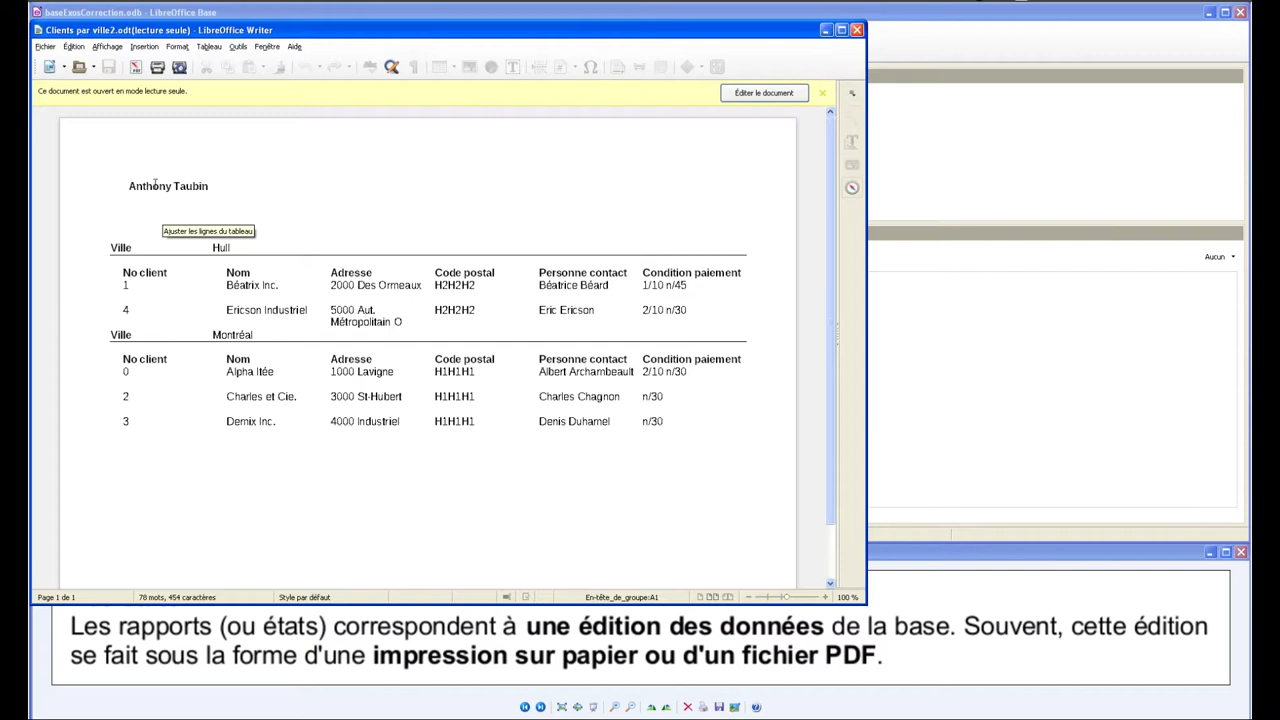 baseExosCorrection.odb - LibreOffice Base
Clients par ville2.odt(lecture seule) - LibreOffice Writer
Fichier Édition Affichage Insertion Format Tableau Outils Fenêtre Aide
Ce document est ouvert en mode lecture seule.
Éditer le document
Anthony Taubin
Ajuster les lignes du tableau
Ville Hull
No client Nom Adresse Code postal Personne contact Condition paiement
1 Béatrix Inc. 2000 Des Ormeaux H2H2H2 Béatrice Béard 1/10 n/45
4 Ericson Industriel 5000 Aut. H2H2H2 Eric Ericson 2/10 n/30
Métropolitain O
Ville Montréal
No client Nom Adresse Code postal Personne contact Condition paiement
0 Alpha ltée 1000 Lavigne H1H1H1 Albert Archambeault 2/10 n/30
2 Charles et Cie. 3000 St-Hubert H1H1H1 Charles Chagnon n/30
3 Demix Inc. 4000 Industriel H1H1H1 Denis Duhamel n/30
Aucun
Page 1 de 1 78 mots, 454 caractères Style par défaut En-tête_de_groupe:A1 100 %
Les rapports (ou états) correspondent à une édition des données de la base. Souvent, cette édition
se fait sous la forme d'une impression sur papier ou d'un fichier PDF.